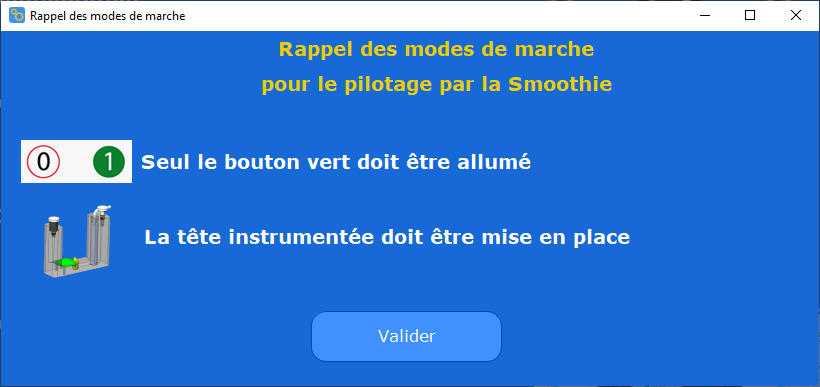 Rappel des modes de marche
Rappel des modes de marche
pour le pilotage par la Smoothie
0 1 Seul le bouton vert doit être allumé
La tête instrumentée doit être mise en place
Valider